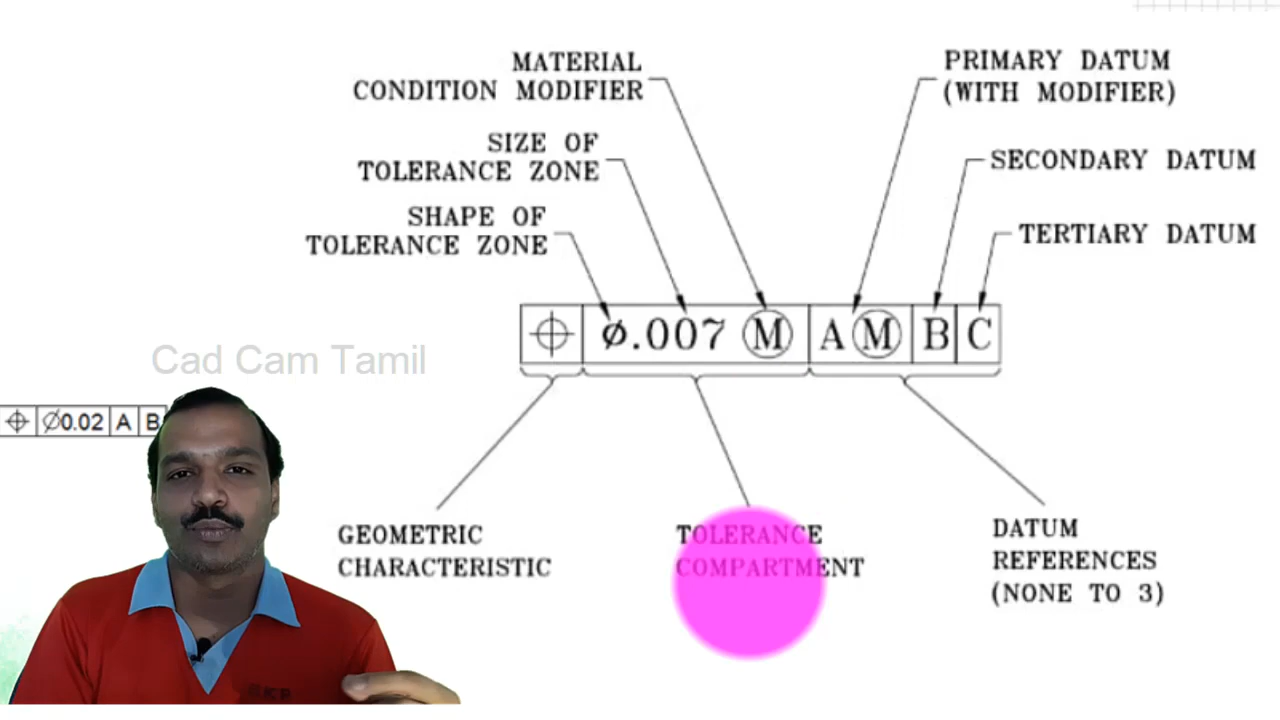 MATERIAL
CONDITION MODIFIER
SIZE OF
TOLERANCE ZONE
SHAPE OF
TOLERANCE ZONE
PRIMARY DATUM
(WITH MODIFIER)
SECONDARY DATUM
TERTIARY DATUM
⌖ ⌀.007 Ⓜ A Ⓜ B C
Cad Cam Tamil
⌖ ⌀0.02 A B
GEOMETRIC
CHARACTERISTIC
TOLERANCE
COMPARTMENT
DATUM
REFERENCES
(NONE TO 3)